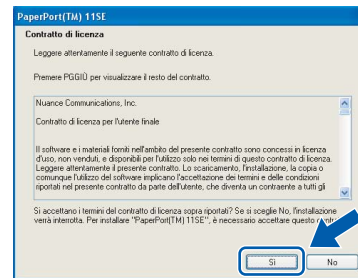 PaperPort(TM) 11SE
Contratto di licenza
Leggere attentamente il seguente contratto di licenza.
Premere PGGIÙ per visualizzare il resto del contratto.
Nuance Communications, Inc.
Contratto di licenza per l'utente finale
Il software e i materiali forniti nell'ambito del presente contratto sono concessi in licenza
d'uso, non venduti, e disponibili per l'utilizzo solo nei termini di questo contratto di licenza.
Leggere attentamente il presente contratto. Lo scaricamento, l'installazione, la copia o
comunque l'utilizzo del software implicano l'accettazione dei termini e delle condizioni
riportati nel presente contratto da parte dell'utente, che diventa un contraente a tutti gli
Si accettano i termini del contratto di licenza sopra riportati? Se si sceglie No, l'installazione
verrà interrotta. Per installare "PaperPort(TM) 11SE", è necessario accettare questo
Sì
No